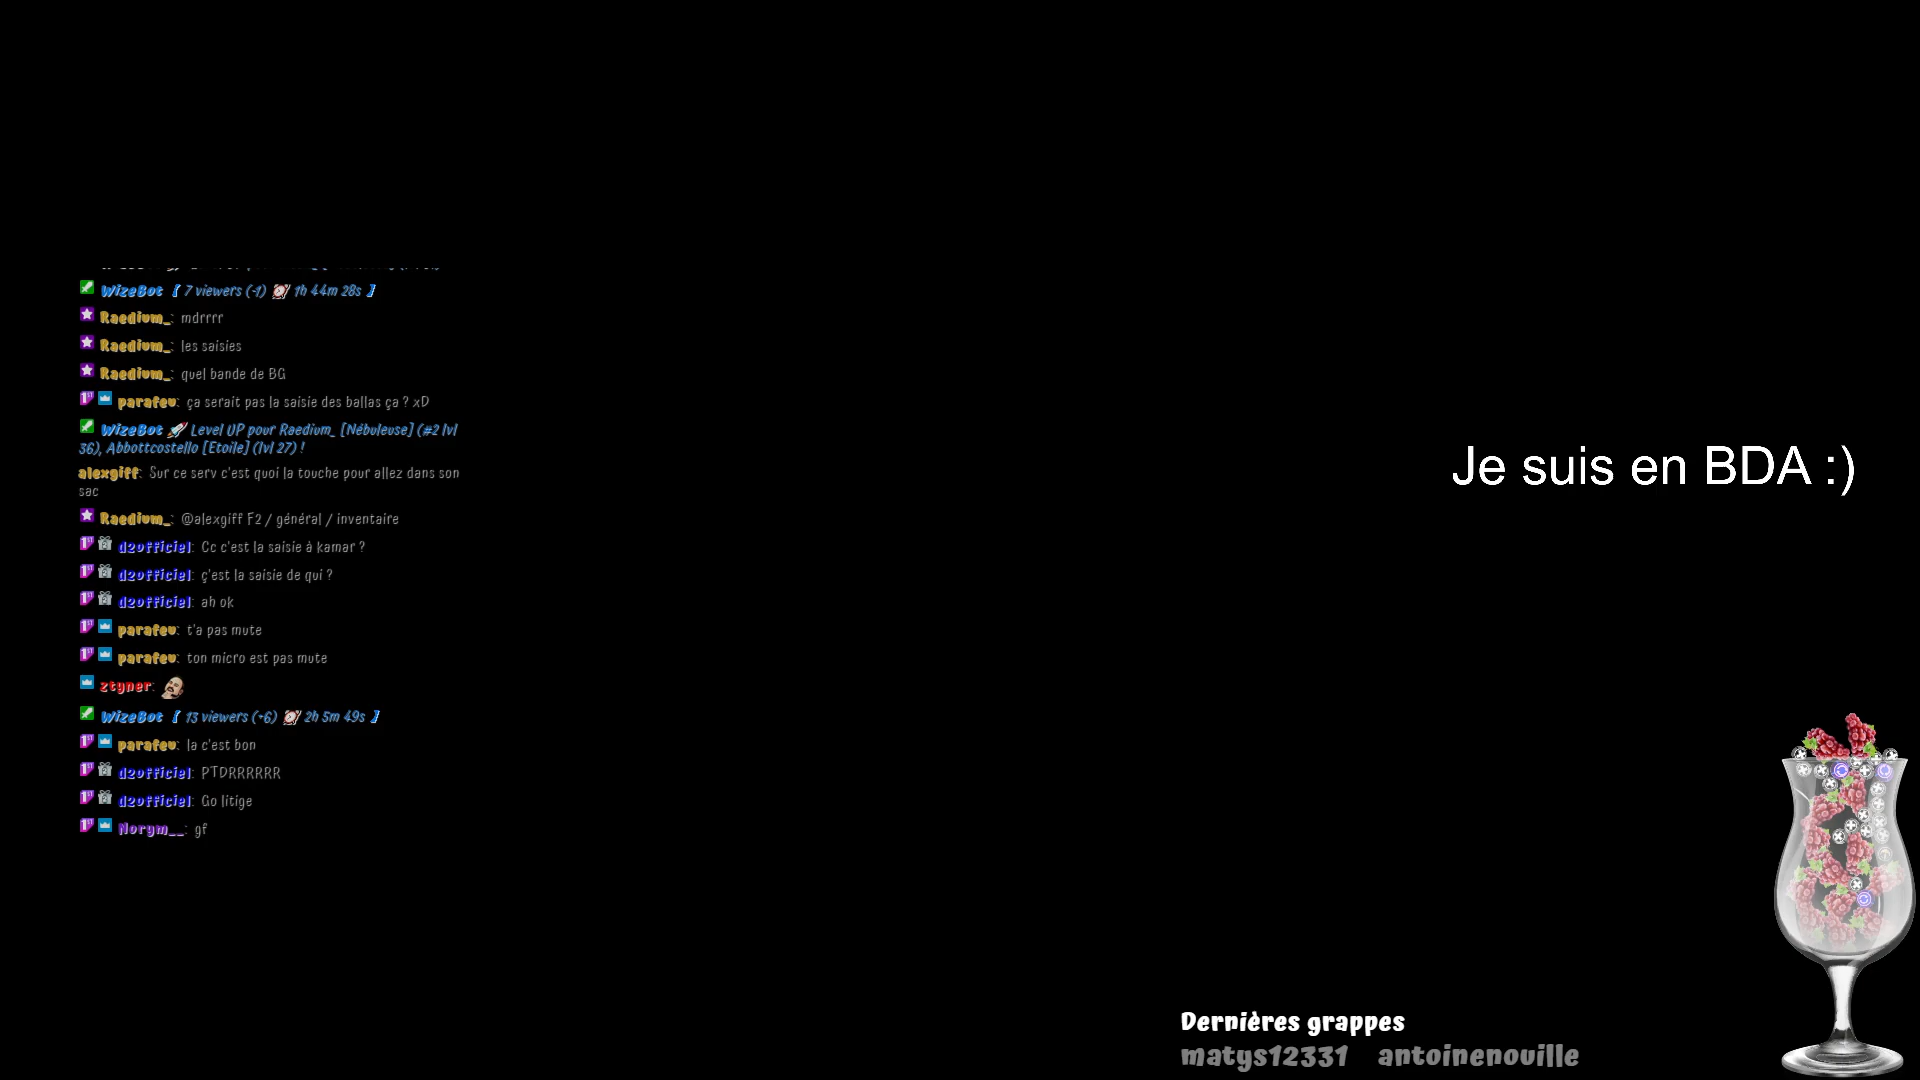 WizeBot 【 7 viewers (-1) 1h 44m 28s 】
Raedium_: mdrrrr
Raedium_: les saisies
Raedium_: quel bande de BG
parafeu: ça serait pas la saisie des ballas ça ? xD
WizeBot Level UP pour Raedium_ [Nébuleuse] (#2 lvl
36), Abbottcostello [Etoile] (lvl 27) !
alexgiff: Sur ce serv c'est quoi la touche pour allez dans son
sac
Raedium_: @alexgiff F2 / général / inventaire
d2officiel: Cc c'est la saisie à kamar ?
d2officiel: ç'est la saisie de qui ?
d2officiel: ah ok
parafeu: t'a pas mute
parafeu: ton micro est pas mute
ztyner:
WizeBot 【 13 viewers (+6) 2h 5m 49s 】
parafeu: la c'est bon
d2officiel: PTDRRRRRR
d2officiel: Go litige
Norym__: gf
Je suis en BDA :)
Dernières grappes
matys12331 antoinenouille